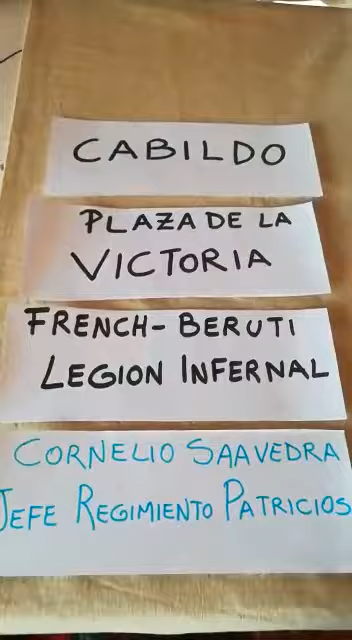 CABILDO
PLAZA DE LA
VICTORIA
FRENCH-BERUTI
LEGION INFERNAL
CORNELIO SAAVEDRA
JEFE REGIMIENTO PATRICIOS